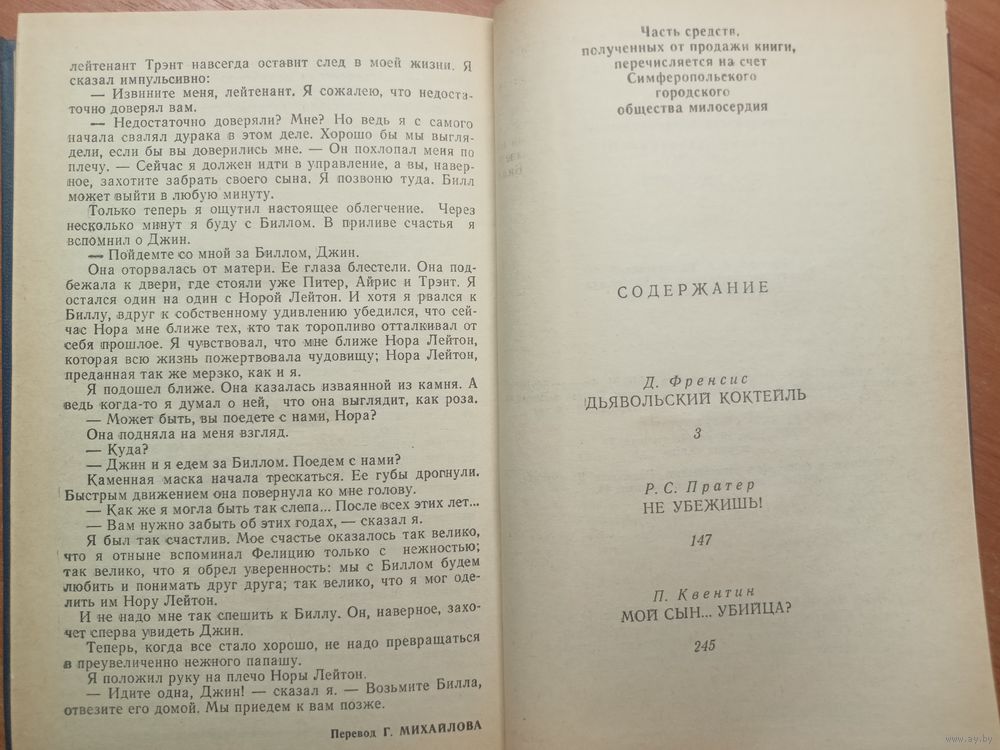 лейтенант Трэнт навсегда оставит след в моей жизни. Я
сказал импульсивно:
— Извините меня, лейтенант. Я сожалею, что недоста-
точно доверял вам.
— Недостаточно доверяли? Мне? Но ведь я с самого
начала свалял дурака в этом деле. Хорошо бы мы выгля-
дели, если бы вы доверились мне. — Он похлопал меня по
плечу. — Сейчас я должен идти в управление, а вы, навер-
ное, захотите забрать своего сына. Я позвоню туда. Билл
может выйти в любую минуту.
Только теперь я ощутил настоящее облегчение. Через
несколько минут я буду с Биллом. В приливе счастья я
вспомнил о Джин.
— Пойдемте со мной за Биллом, Джин.
Она оторвалась от матери. Ее глаза блестели. Она под-
бежала к двери, где стояли уже Питер, Айрис и Трэнт. Я
остался один на один с Норой Лейтон. И хотя я рвался к
Биллу, вдруг к собственному удивлению убедился, что сей-
час Нора мне ближе тех, кто так торопливо отталкивал от
себя прошлое. Я чувствовал, что мне ближе Нора Лейтон,
которая всю жизнь пожертвовала чудовищу; Нора Лейтон,
преданная так же мерзко, как и я.
Я подошел ближе. Она казалась изваянной из камня. А
ведь когда-то я думал о ней, что она выглядит, как роза.
— Может быть, вы поедете с нами, Нора?
Она подняла на меня взгляд.
— Куда?
— Джин и я едем за Биллом. Поедем с нами?
Каменная маска начала трескаться. Ее губы дрогнули.
Быстрым движением она повернула ко мне голову.
— Как же я могла быть так слепа... После всех этих лет...
— Вам нужно забыть об этих годах, — сказал я.
Я был так счастлив. Мое счастье оказалось так велико,
что я отныне вспоминал Фелицию только с нежностью;
так велико, что я обрел уверенность: мы с Биллом будем
любить и понимать друг друга; так велико, что я мог оде-
лить им Нору Лейтон.
И не надо мне так спешить к Биллу. Он, наверное, захо-
чет сперва увидеть Джин.
Теперь, когда все стало хорошо, не надо превращаться
в преувеличенно нежного папашу.
Я положил руку на плечо Норы Лейтон.
— Идите одна, Джин! — сказал я. — Возьмите Билла,
отвезите его домой. Мы приедем к вам позже.
Перевод Г. МИХАЙЛОВА
Часть средств,
полученных от продажи книги,
перечисляется на счет
Симферопольского
городского
общества милосердия
СОДЕРЖАНИЕ
Д. Френсис
ДЬЯВОЛЬСКИЙ КОКТЕЙЛЬ
3
Р. С. Пратер
НЕ УБЕЖИШЬ!
147
П. Квентин
МОЙ СЫН... УБИЙЦА?
245
www.ay.by